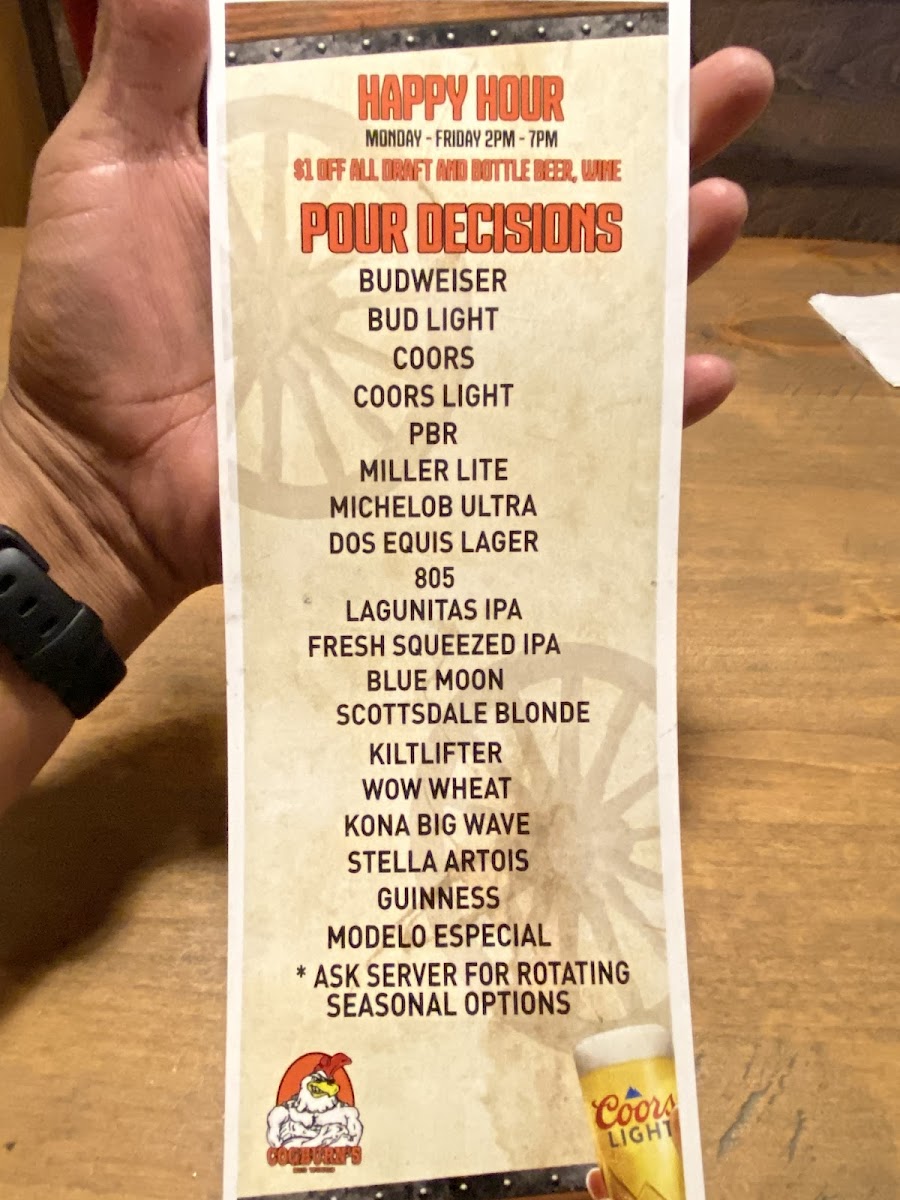 HAPPY HOUR
MONDAY - FRIDAY 2PM - 7PM
$1 OFF ALL DRAFT AND BOTTLE BEER, WINE
POUR DECISIONS
BUDWEISER
BUD LIGHT
COORS
COORS LIGHT
PBR
MILLER LITE
MICHELOB ULTRA
DOS EQUIS LAGER
805
LAGUNITAS IPA
FRESH SQUEEZED IPA
BLUE MOON
SCOTTSDALE BLONDE
KILTLIFTER
WOW WHEAT
KONA BIG WAVE
STELLA ARTOIS
GUINNESS
MODELO ESPECIAL
* ASK SERVER FOR ROTATING
SEASONAL OPTIONS
COGBURN'S
Coors
LIGHT